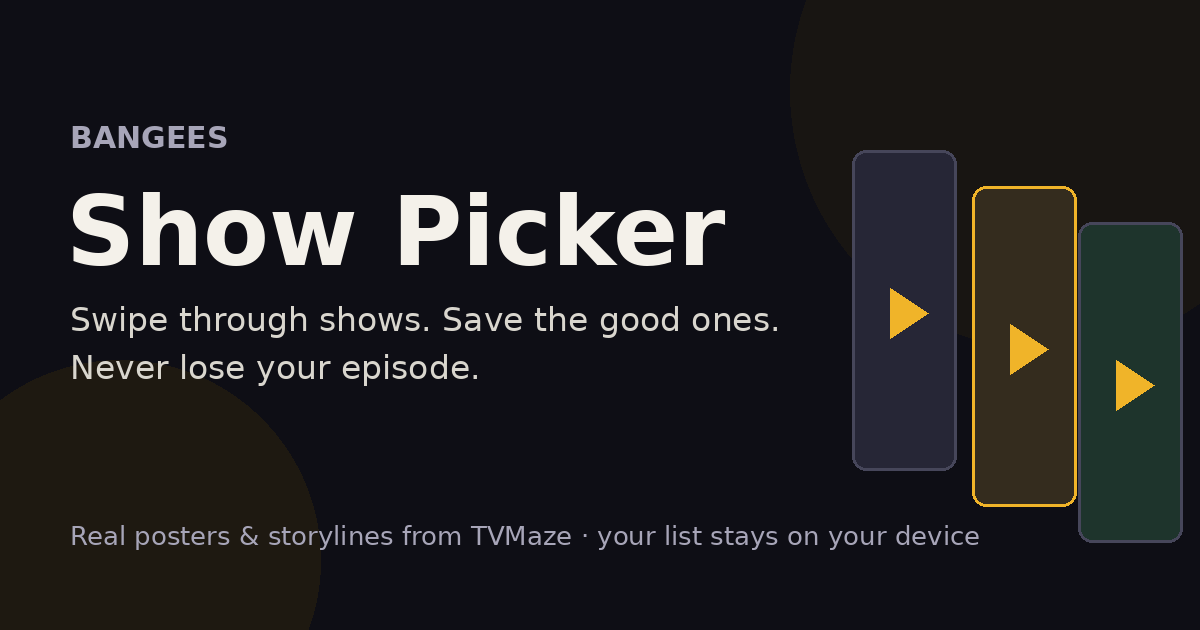 BANGEES
Show Picker
Swipe through shows. Save the good ones.
Never lose your episode.
Real posters & storylines from TVMaze · your list stays on your device